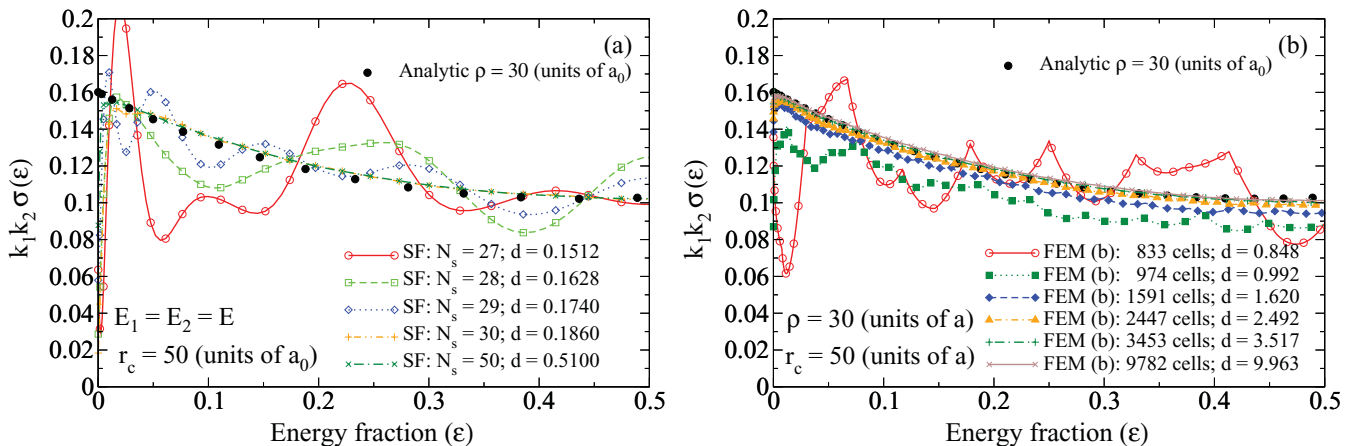 (a)
Analytic ρ = 30 (units of a₀)
SF: Nₛ = 27; d = 0.1512
SF: Nₛ = 28; d = 0.1628
SF: Nₛ = 29; d = 0.1740
SF: Nₛ = 30; d = 0.1860
SF: Nₛ = 50; d = 0.5100
E₁ = E₂ = E
r_c = 50 (units of a₀)
k₁k₂ σ(ε)
0.2
0.18
0.16
0.14
0.12
0.1
0.08
0.06
0.04
0.02
0
0 0.1 0.2 0.3 0.4 0.5
Energy fraction (ε)
(b)
Analytic ρ = 30 (units of a₀)
FEM (b): 833 cells; d = 0.848
FEM (b): 974 cells; d = 0.992
FEM (b): 1591 cells; d = 1.620
FEM (b): 2447 cells; d = 2.492
FEM (b): 3453 cells; d = 3.517
FEM (b): 9782 cells; d = 9.963
ρ = 30 (units of a)
r_c = 50 (units of a)
k₁k₂ σ(ε)
0.2
0.18
0.16
0.14
0.12
0.1
0.08
0.06
0.04
0.02
0
0 0.1 0.2 0.3 0.4 0.5
Energy fraction (ε)